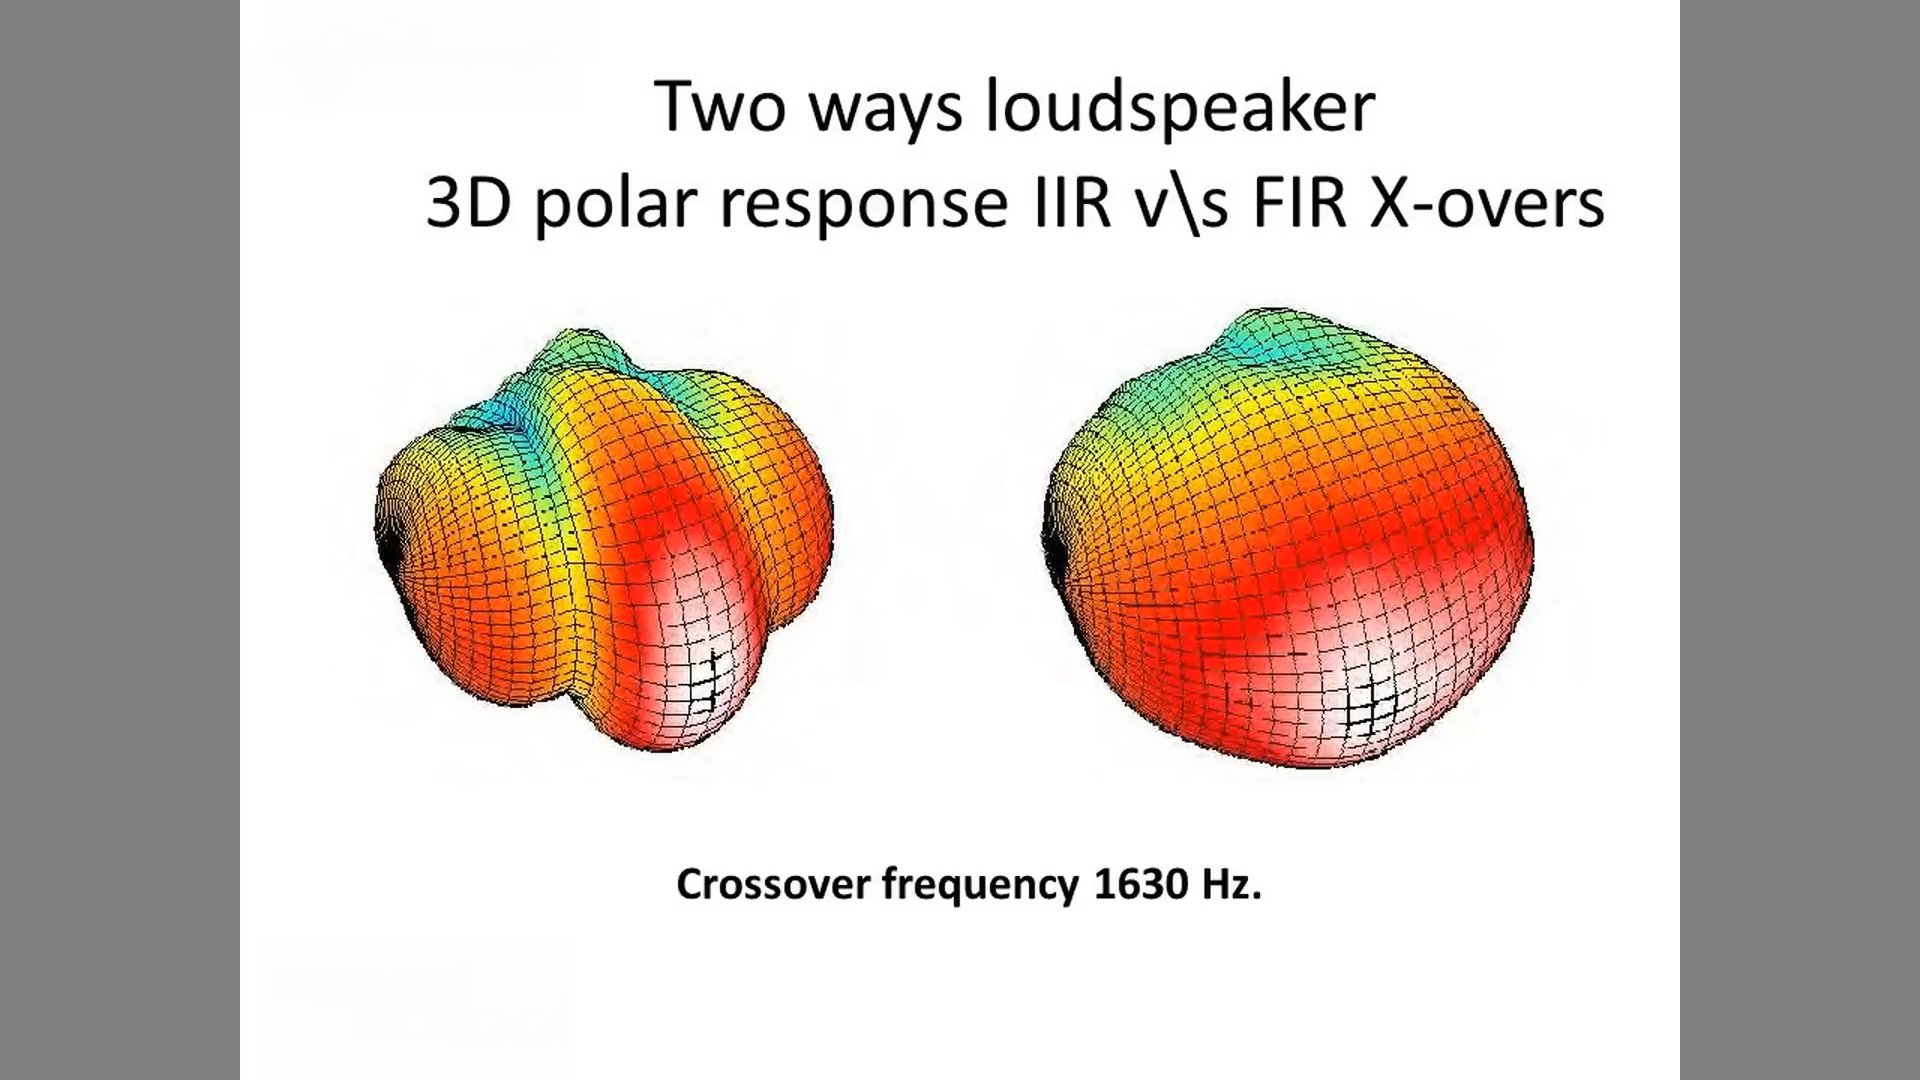 Two ways loudspeaker
3D polar response IIR v\s FIR X-overs
Crossover frequency 1630 Hz.